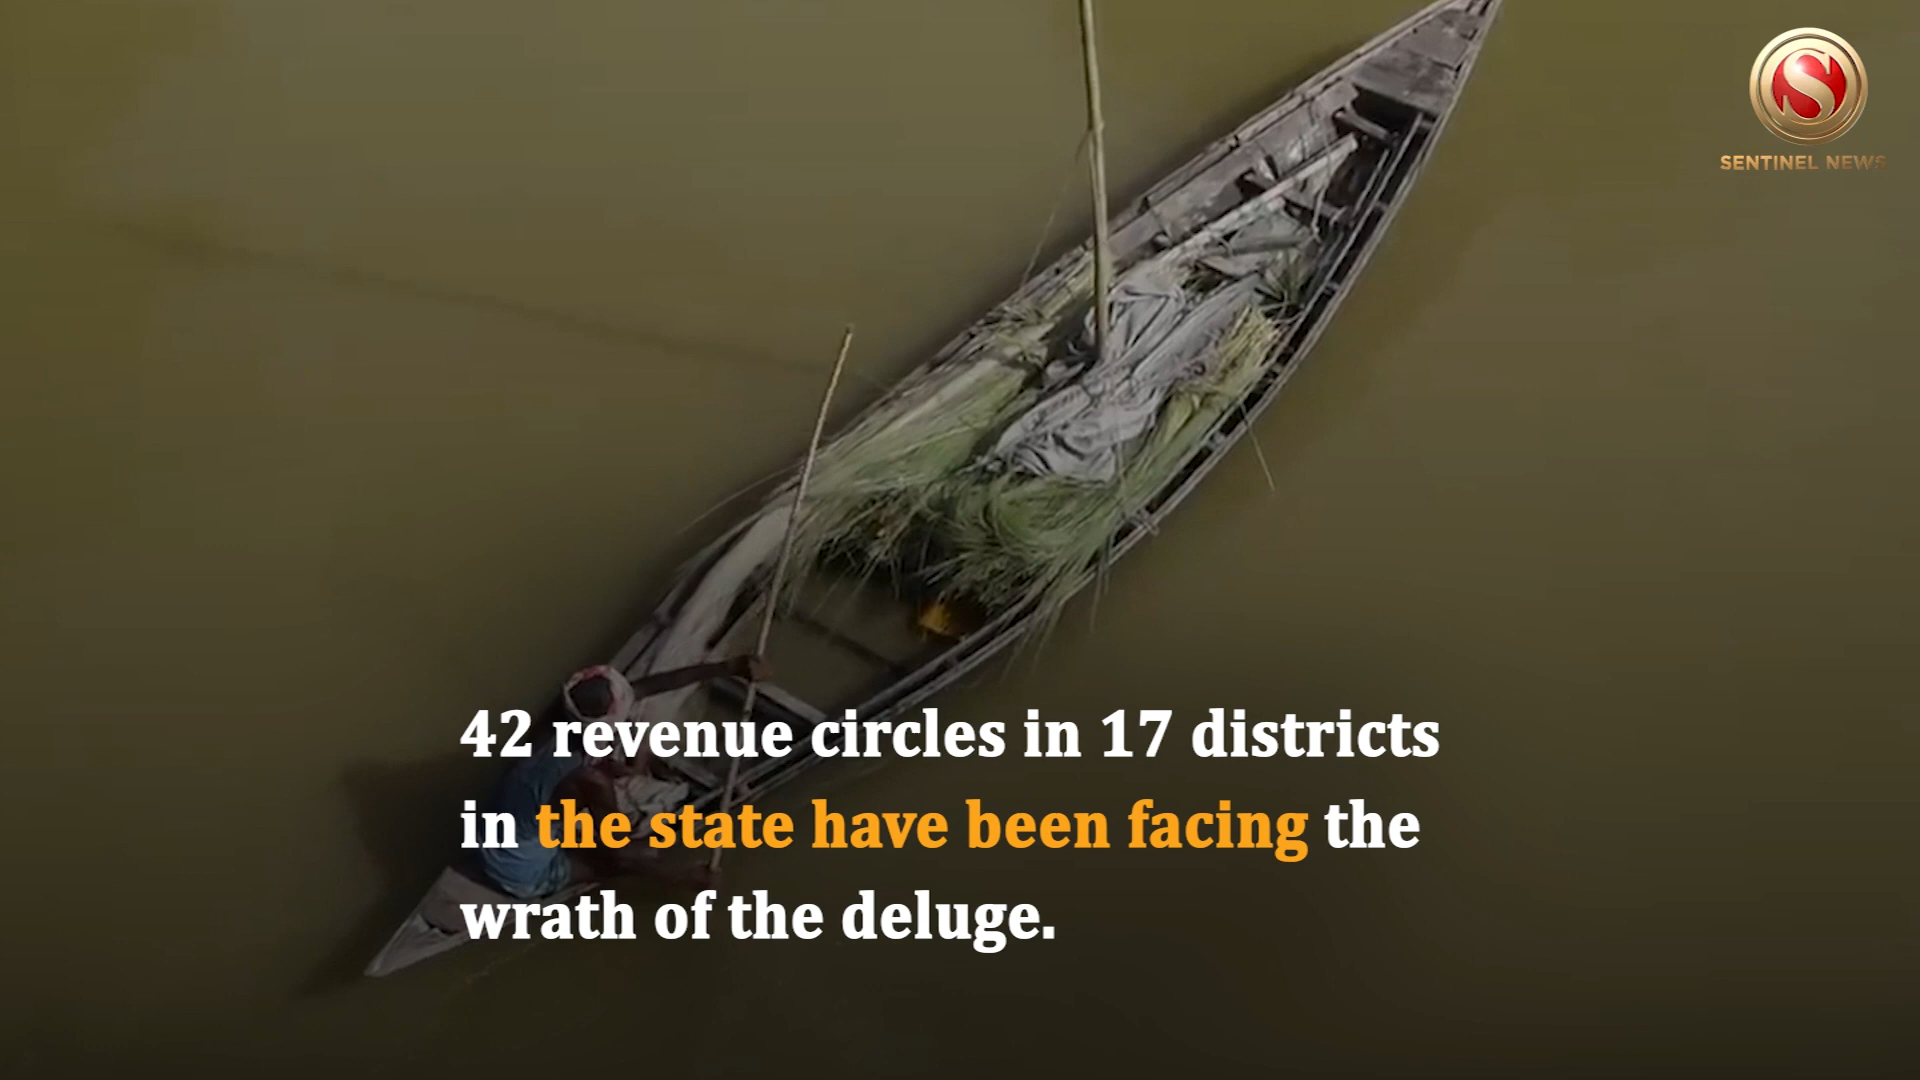 SENTINEL NEWS
42 revenue circles in 17 districts
in the state have been facing the
wrath of the deluge.